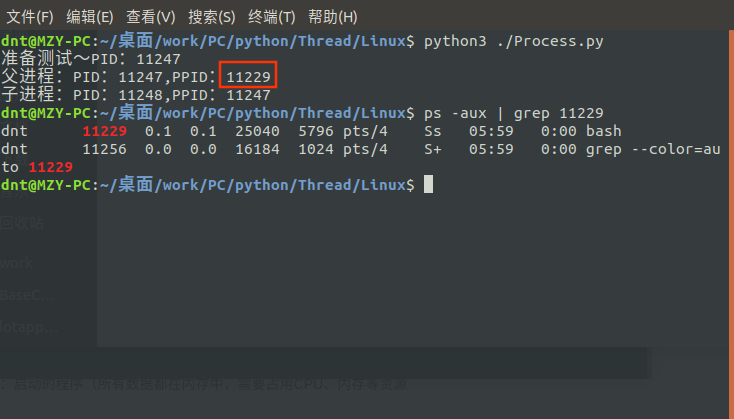 文件(F) 编辑(E) 查看(V) 搜索(S) 终端(T) 帮助(H)
dnt@MZY-PC:~/桌面/work/PC/python/Thread/Linux$ python3 ./Process.py
准备测试～PID: 11247
父进程: PID: 11247,PPID: 11229
子进程: PID: 11248,PPID: 11247
dnt@MZY-PC:~/桌面/work/PC/python/Thread/Linux$ ps -aux | grep 11229
dnt 11229 0.1 0.1 25040 5796 pts/4 Ss 05:59 0:00 bash
dnt 11256 0.0 0.0 16184 1024 pts/4 S+ 05:59 0:00 grep --color=au
to 11229
dnt@MZY-PC:~/桌面/work/PC/python/Thread/Linux$
回收站
work
BaseC...
otapp...